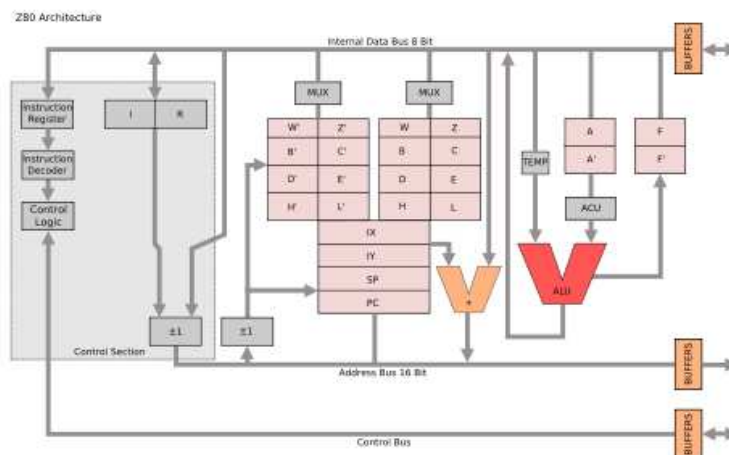 Z80 Architecture
BUFFERS
Internal Data Bus 8 Bit
MUX
MUX
Instruction
Register
I
R
W'
Z'
W
Z
A
F
B'
C'
B
C
Instruction
Decoder
TEMP
A'
F'
D'
E'
D
E
Control
Logic
H'
L'
H
L
ACU
IX
IY
SP
ALU
PC
+
±1
±1
Control Section
BUFFERS
Address Bus 16 Bit
BUFFERS
Control Bus